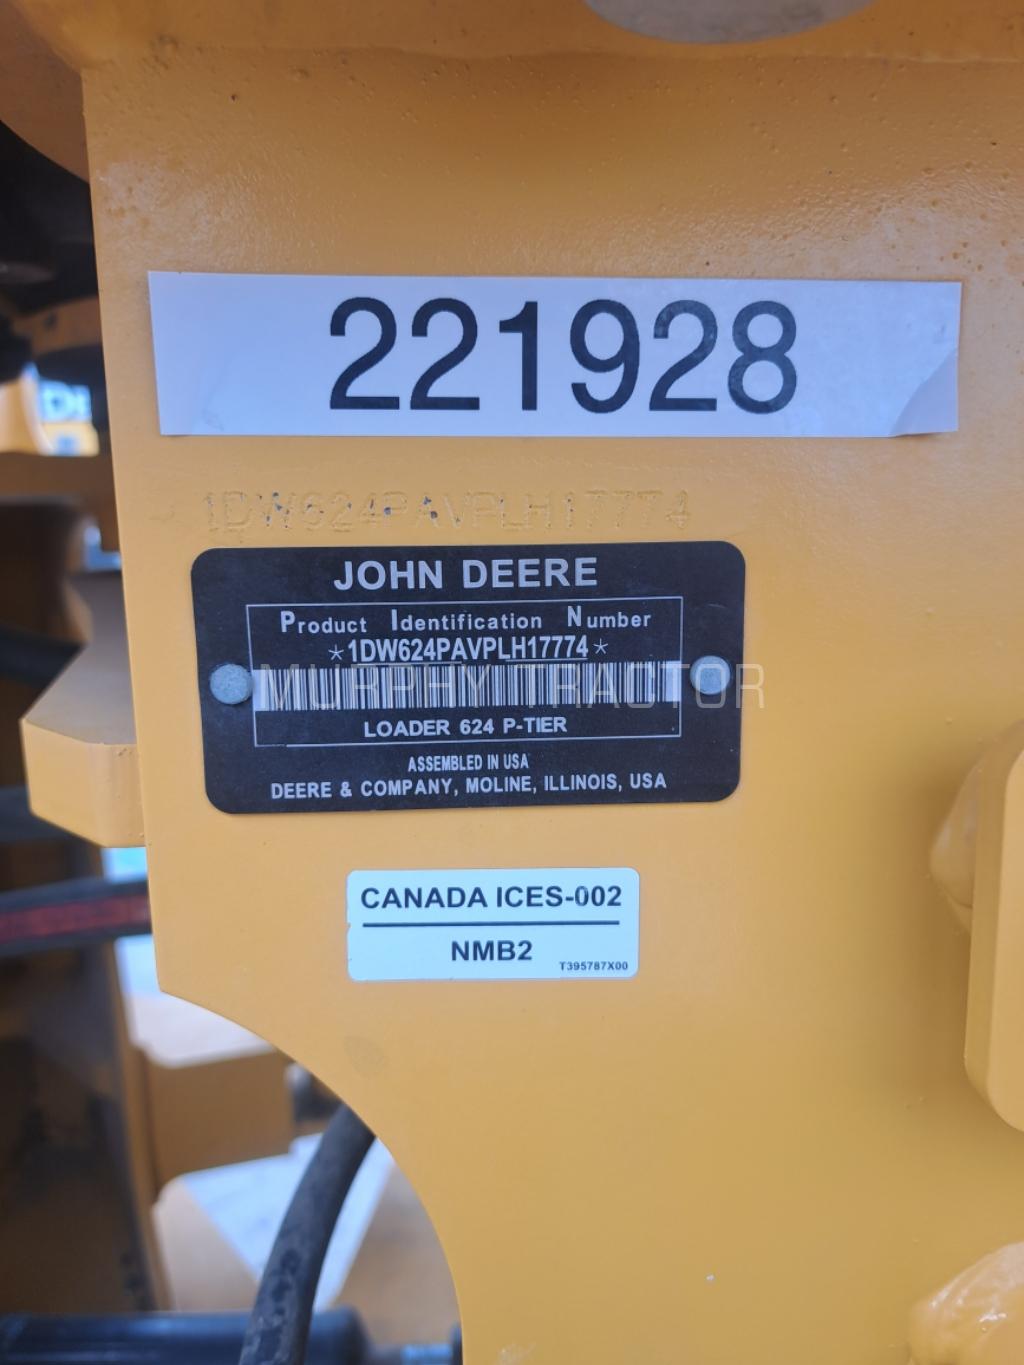 221928
1DW624PAVPLH17774
JOHN DEERE
Product Identification Number
*1DW624PAVPLH17774*
MURPHY TRACTOR
LOADER 624 P-TIER
ASSEMBLED IN USA
DEERE & COMPANY, MOLINE, ILLINOIS, USA
CANADA ICES-002
NMB2
T395787X00